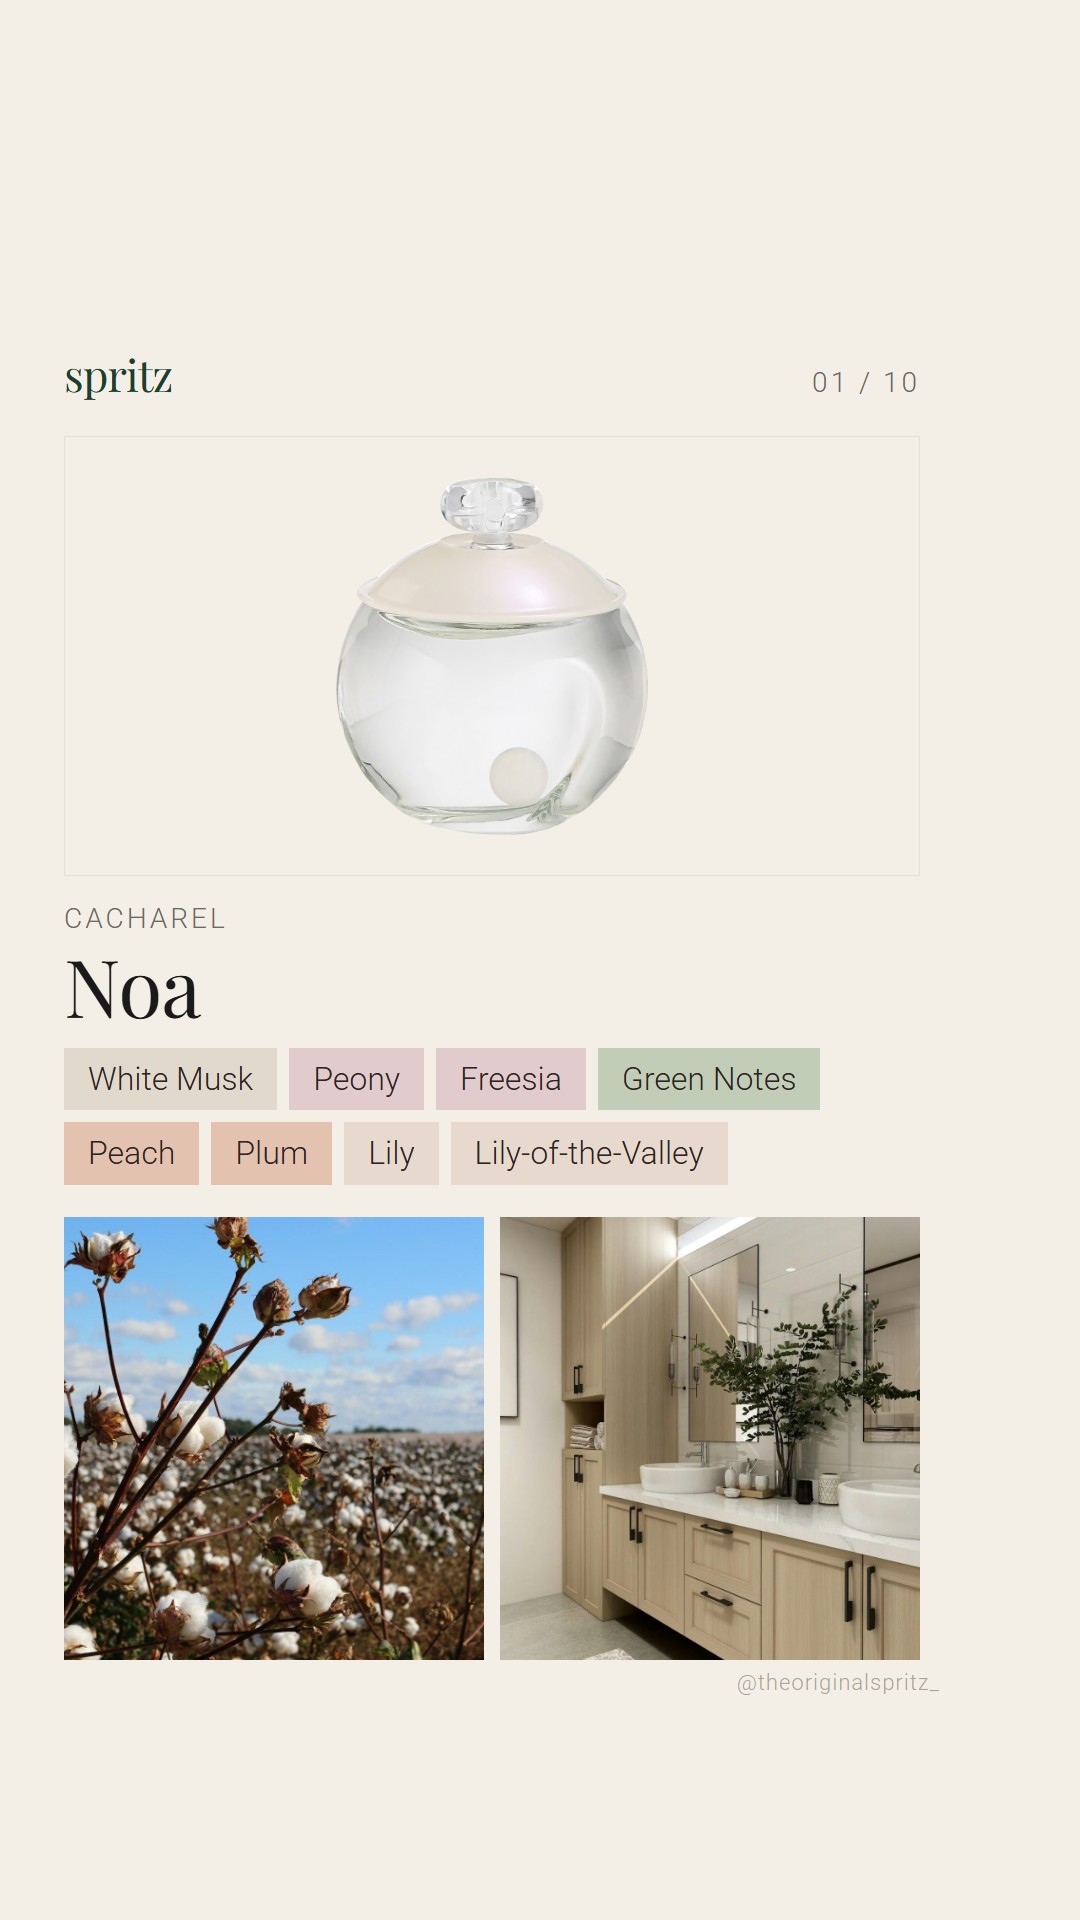 spritz
01 / 10
CACHAREL
Noa
White Musk Peony Freesia Green Notes
Peach Plum Lily Lily-of-the-Valley
@theoriginalspritz_